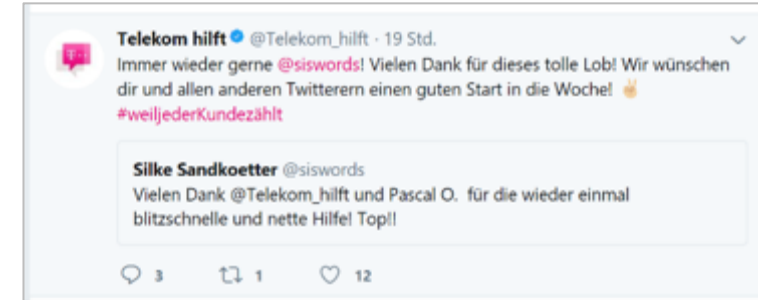 Telekom hilft @Telekom_hilft · 19 Std.
Immer wieder gerne @siswords! Vielen Dank für dieses tolle Lob! Wir wünschen
dir und allen anderen Twitterern einen guten Start in die Woche! ✌🏼
#weiljederKundezählt
Silke Sandkoetter @siswords
Vielen Dank @Telekom_hilft und Pascal O. für die wieder einmal
blitzschnelle und nette Hilfe! Top!!
3 1 12